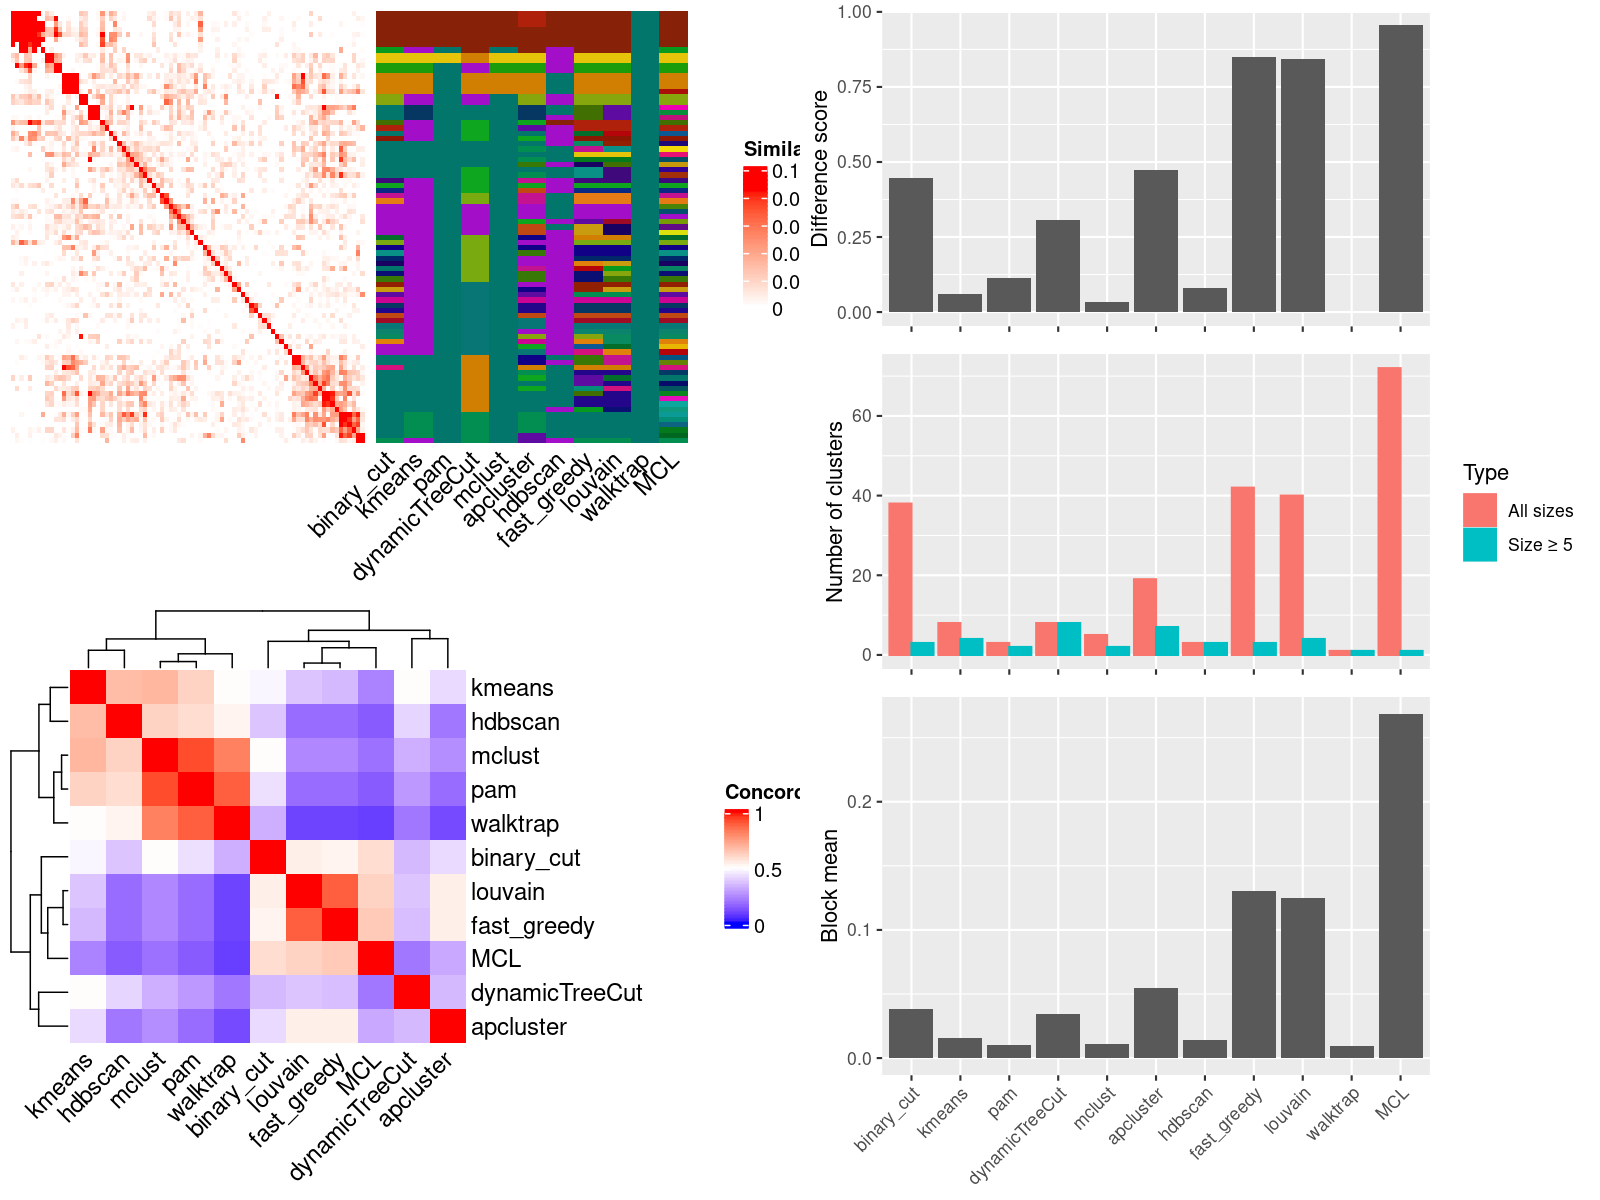 Simila
0.1
0.0
0.0
0.0
0.0
0
binary_cut
kmeans
pam
dynamicTreeCut
mclust
apcluster
hdbscan
fast_greedy
louvain
walktrap
MCL
kmeans
hdbscan
mclust
pam
walktrap
binary_cut
louvain
fast_greedy
MCL
dynamicTreeCut
apcluster
kmeans
hdbscan
mclust
pam
walktrap
binary_cut
louvain
fast_greedy
MCL
dynamicTreeCut
apcluster
Concord
1
0.5
0
Difference score
1.00
0.75
0.50
0.25
0.00
Number of clusters
60
40
20
0
Type
All sizes
Size ≥ 5
Block mean
0.2
0.1
0.0
binary_cut
kmeans
pam
dynamicTreeCut
mclust
apcluster
hdbscan
fast_greedy
louvain
walktrap
MCL